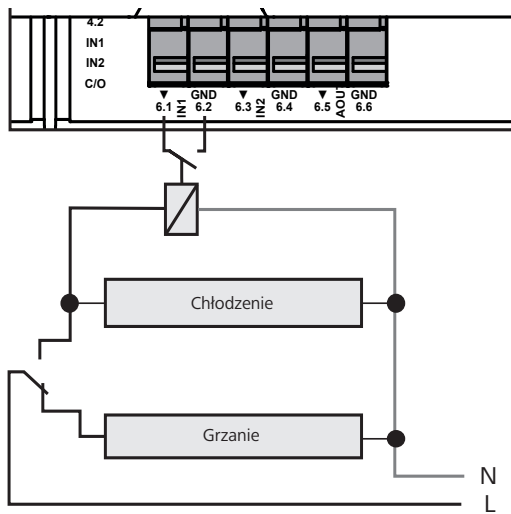 4.2
IN1
IN2
C/O
▼ GND ▼ GND ▼ GND
6.1 IN1 6.2 6.3 IN2 6.4 6.5 AOUT 6.6
Chłodzenie
Grzanie
N
L